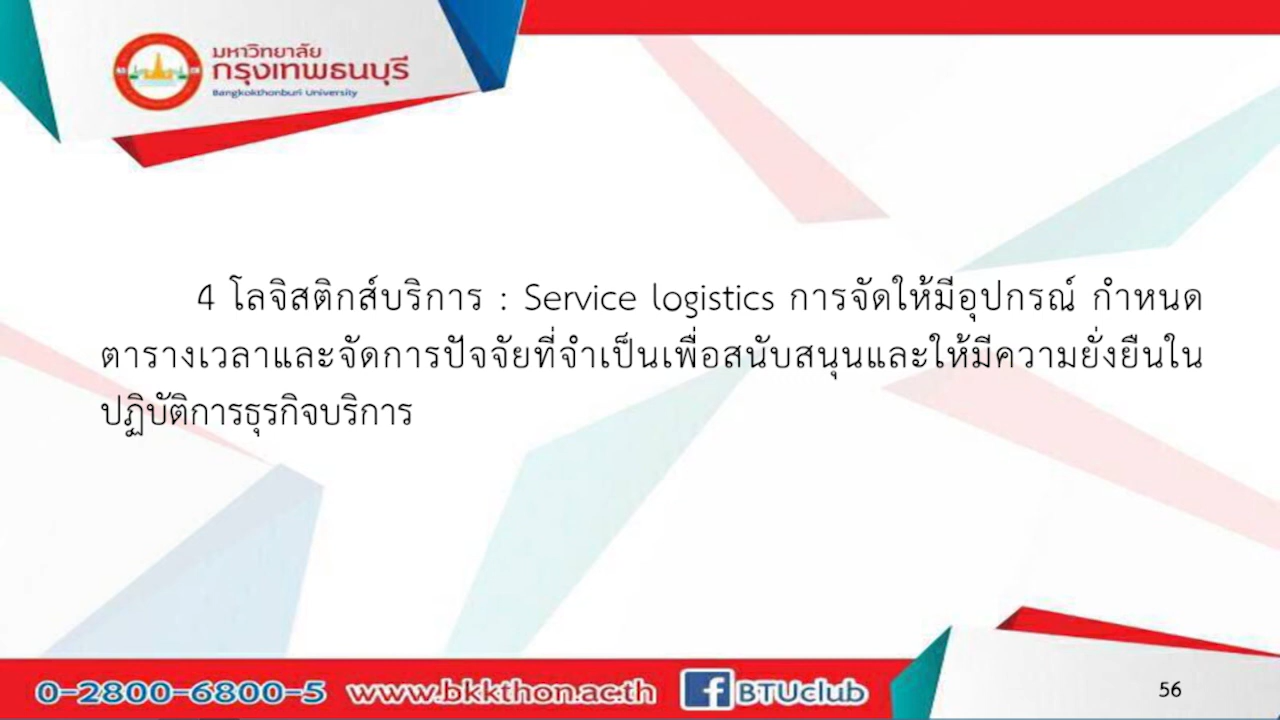 มหาวิทยาลัย
กรุงเทพธนบุรี
Bangkokthonburi University
4 โลจิสติกส์บริการ : Service logistics การจัดให้มีอุปกรณ์ กำหนด
ตารางเวลาและจัดการปัจจัยที่จำเป็นเพื่อสนับสนุนและให้มีความยั่งยืนใน
ปฏิบัติการธุรกิจบริการ
0-2800-6800-5 www.bkkthon.ac.th f BTUclub
56